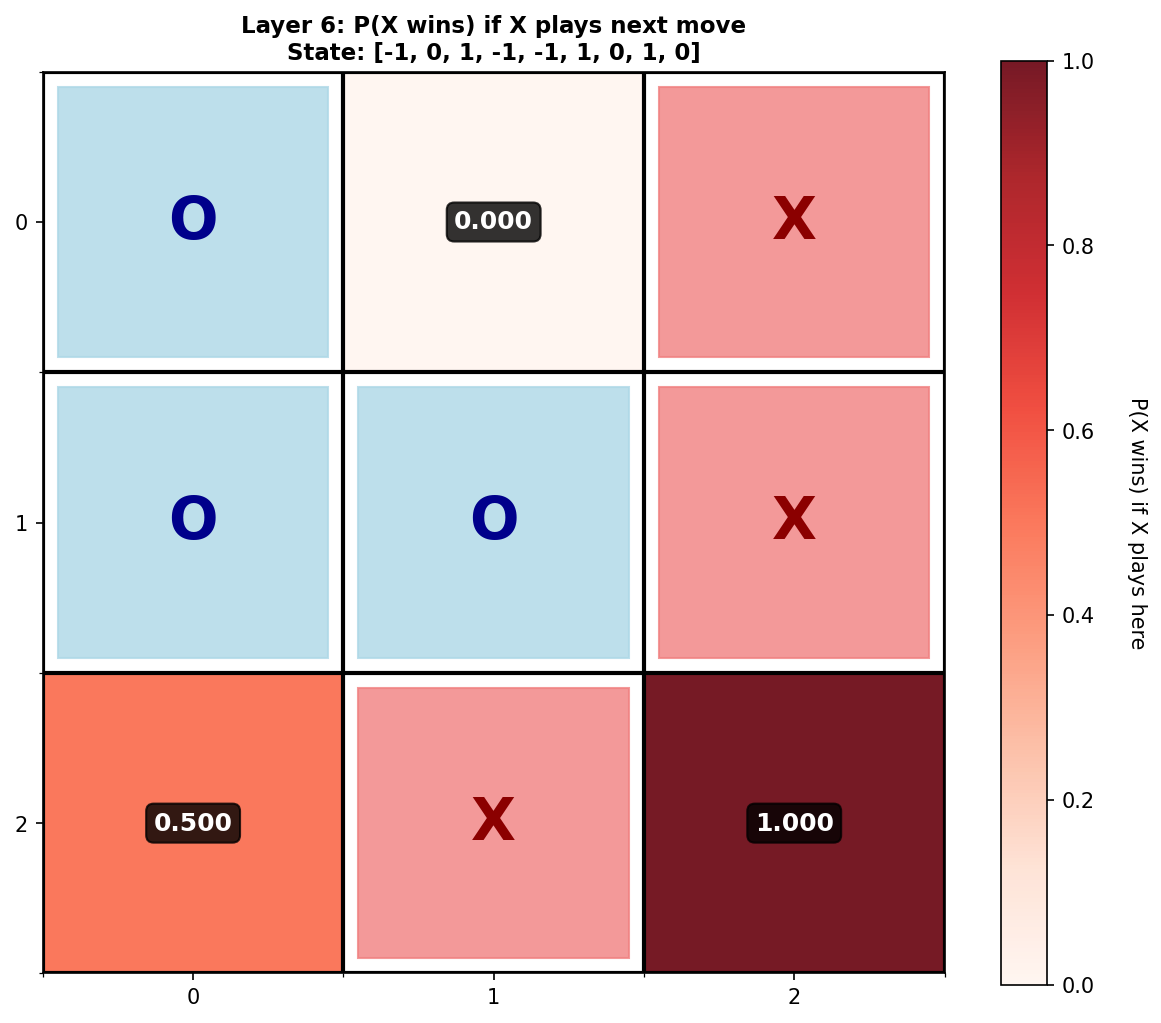 Layer 6: P(X wins) if X plays next move
State: [-1, 0, 1, -1, -1, 1, 0, 1, 0]
0
O
0.000
X
1
O
O
X
2
0.500
X
1.000
0
1
2
1.0
0.8
0.6
0.4
0.2
0.0
P(X wins) if X plays here